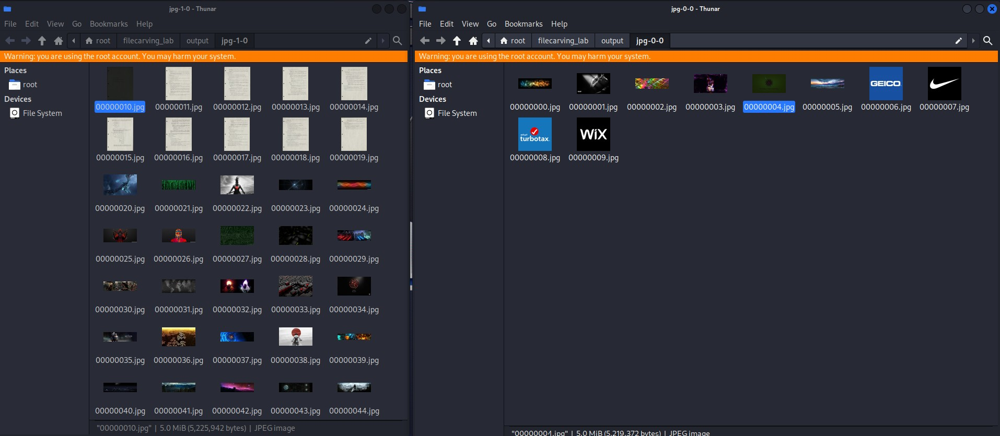 jpg-1-0 - Thunar
File Edit View Go Bookmarks Help
root filecarving_lab output jpg-1-0
Warning: you are using the root account. You may harm your system.
Places
root
Devices
File System
00000010.jpg 00000011.jpg 00000012.jpg 00000013.jpg 00000014.jpg
00000015.jpg 00000016.jpg 00000017.jpg 00000018.jpg 00000019.jpg
00000020.jpg 00000021.jpg 00000022.jpg 00000023.jpg 00000024.jpg
00000025.jpg 00000026.jpg 00000027.jpg 00000028.jpg 00000029.jpg
00000030.jpg 00000031.jpg 00000032.jpg 00000033.jpg 00000034.jpg
00000035.jpg 00000036.jpg 00000037.jpg 00000038.jpg 00000039.jpg
00000040.jpg 00000041.jpg 00000042.jpg 00000043.jpg 00000044.jpg
"00000010.jpg" | 5.0 MiB (5,225,942 bytes) | JPEG image
jpg-0-0 - Thunar
File Edit View Go Bookmarks Help
root filecarving_lab output jpg-0-0
Warning: you are using the root account. You may harm your system.
Places
root
Devices
File System
GEICO
00000000.jpg 00000001.jpg 00000002.jpg 00000003.jpg 00000004.jpg 00000005.jpg 00000006.jpg 00000007.jpg
intuit
turbotax.
WiX
00000008.jpg 00000009.jpg
"00000004.jpg" | 5.0 MiB (5,219,372 bytes) | JPEG image